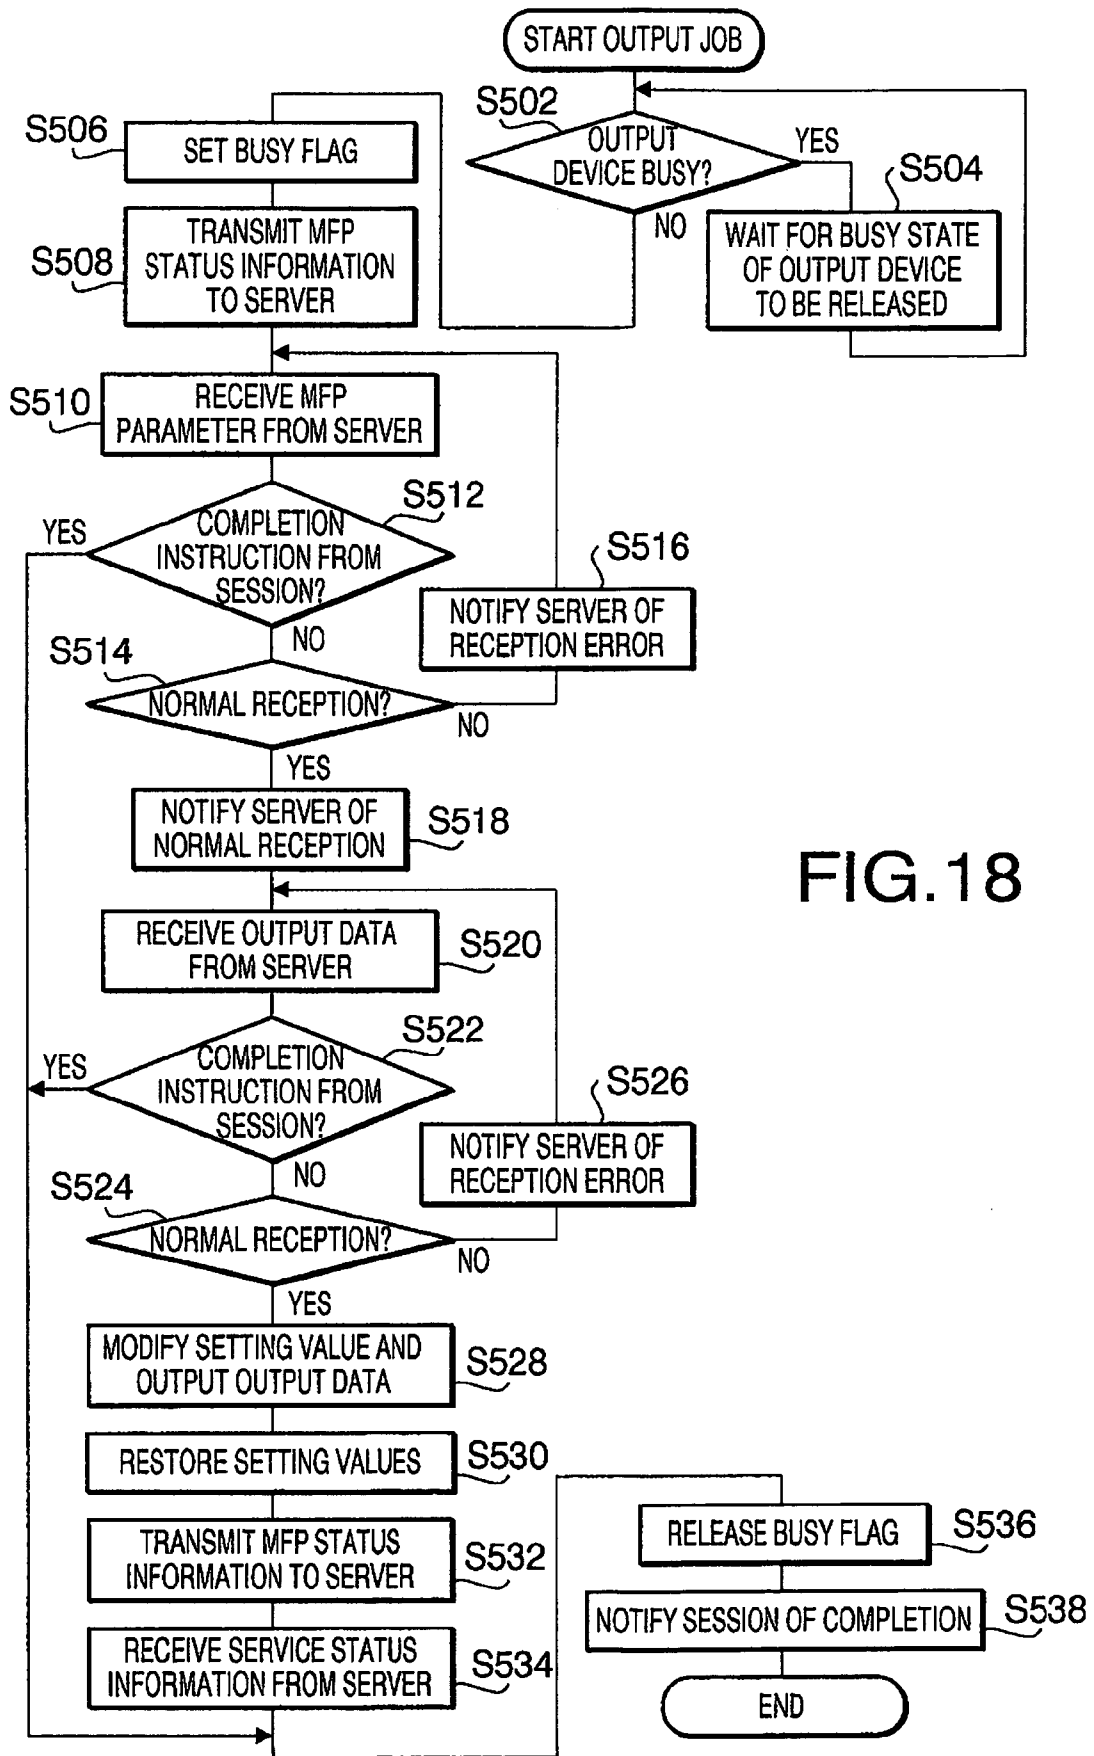 START OUTPUT JOB
S502
OUTPUT
DEVICE BUSY?
YES
NO
S504
WAIT FOR BUSY STATE
OF OUTPUT DEVICE
TO BE RELEASED
S506
SET BUSY FLAG
S508
TRANSMIT MFP
STATUS INFORMATION
TO SERVER
S510
RECEIVE MFP
PARAMETER FROM SERVER
S512
YES
COMPLETION
INSTRUCTION FROM
SESSION?
NO
S516
NOTIFY SERVER OF
RECEPTION ERROR
S514
NORMAL RECEPTION?
NO
YES
NOTIFY SERVER OF
NORMAL RECEPTION
S518
FIG.18
RECEIVE OUTPUT DATA
FROM SERVER
S520
S522
YES
COMPLETION
INSTRUCTION FROM
SESSION?
NO
S526
NOTIFY SERVER OF
RECEPTION ERROR
S524
NORMAL RECEPTION?
NO
YES
MODIFY SETTING VALUE AND
OUTPUT OUTPUT DATA
S528
RESTORE SETTING VALUES
S530
TRANSMIT MFP STATUS
INFORMATION TO SERVER
S532
RECEIVE SERVICE STATUS
INFORMATION FROM SERVER
S534
RELEASE BUSY FLAG
S536
NOTIFY SESSION OF COMPLETION
S538
END